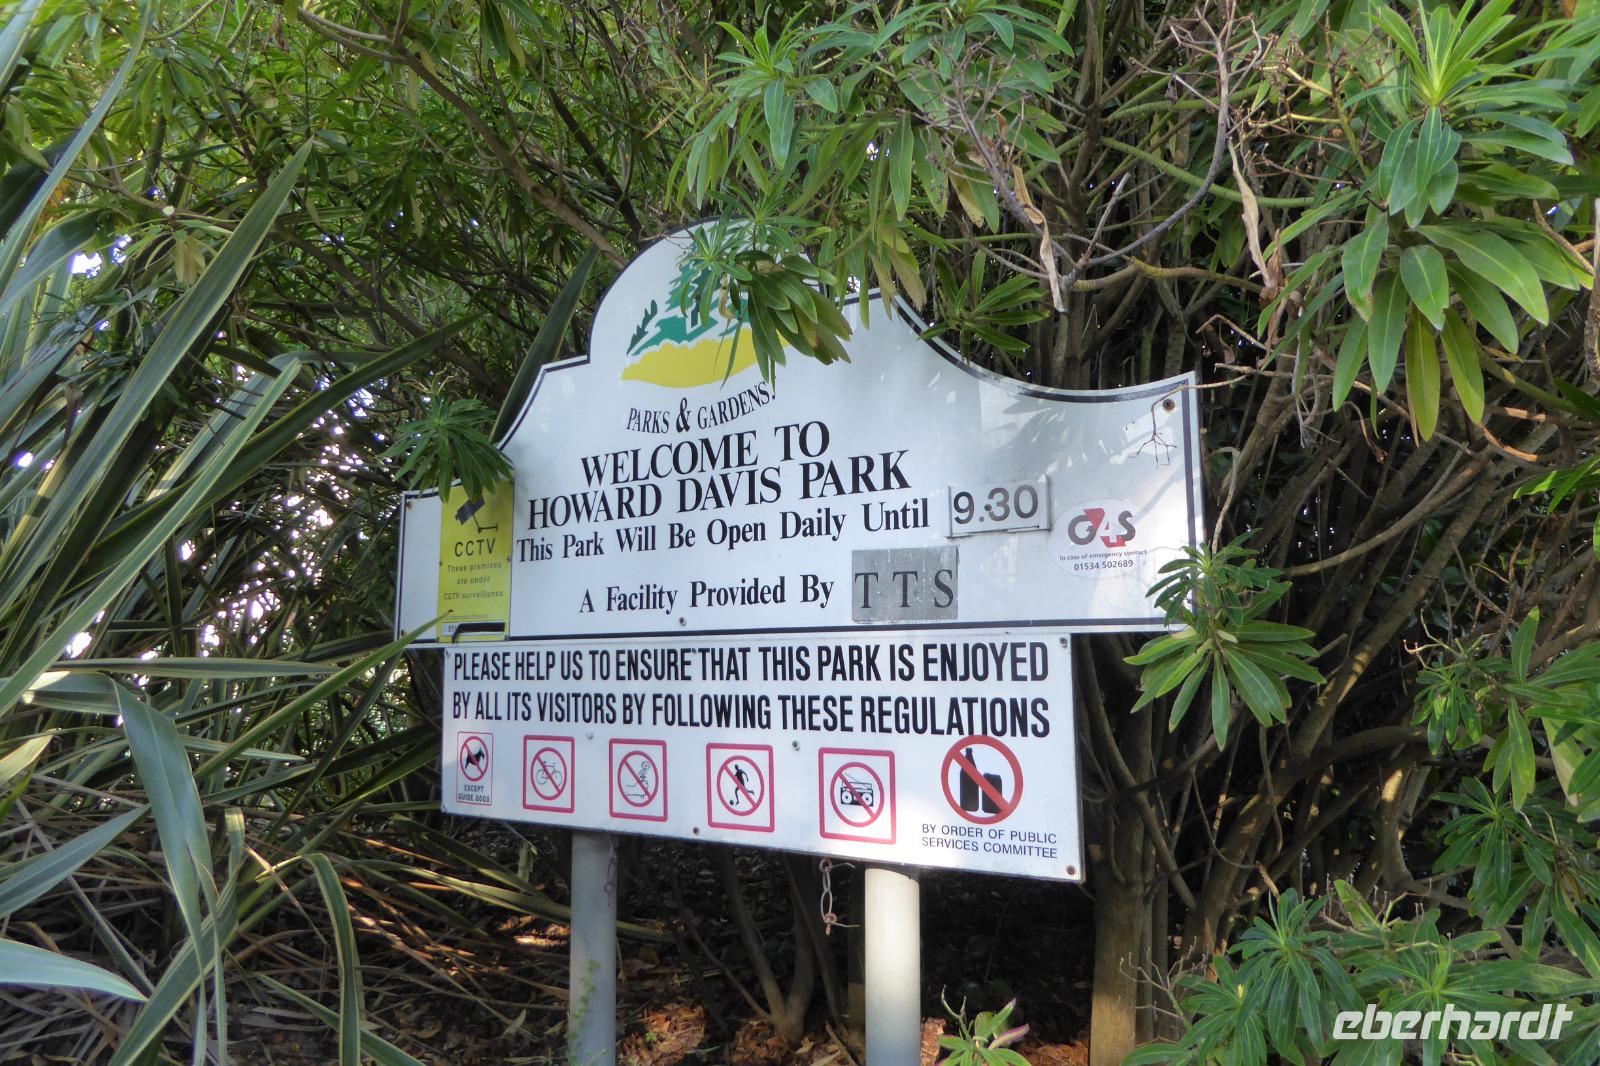 PARKS & GARDENS!
WELCOME TO
HOWARD DAVIS PARK
This Park Will Be Open Daily Until 9.30
A Facility Provided By TTS
CCTV
These premises
are under
CCTV surveillance
G4S
In case of emergency contact
01534 502689
PLEASE HELP US TO ENSURE THAT THIS PARK IS ENJOYED
BY ALL ITS VISITORS BY FOLLOWING THESE REGULATIONS
EXCEPT
GUIDE DOGS
BY ORDER OF PUBLIC
SERVICES COMMITTEE
eberhardt